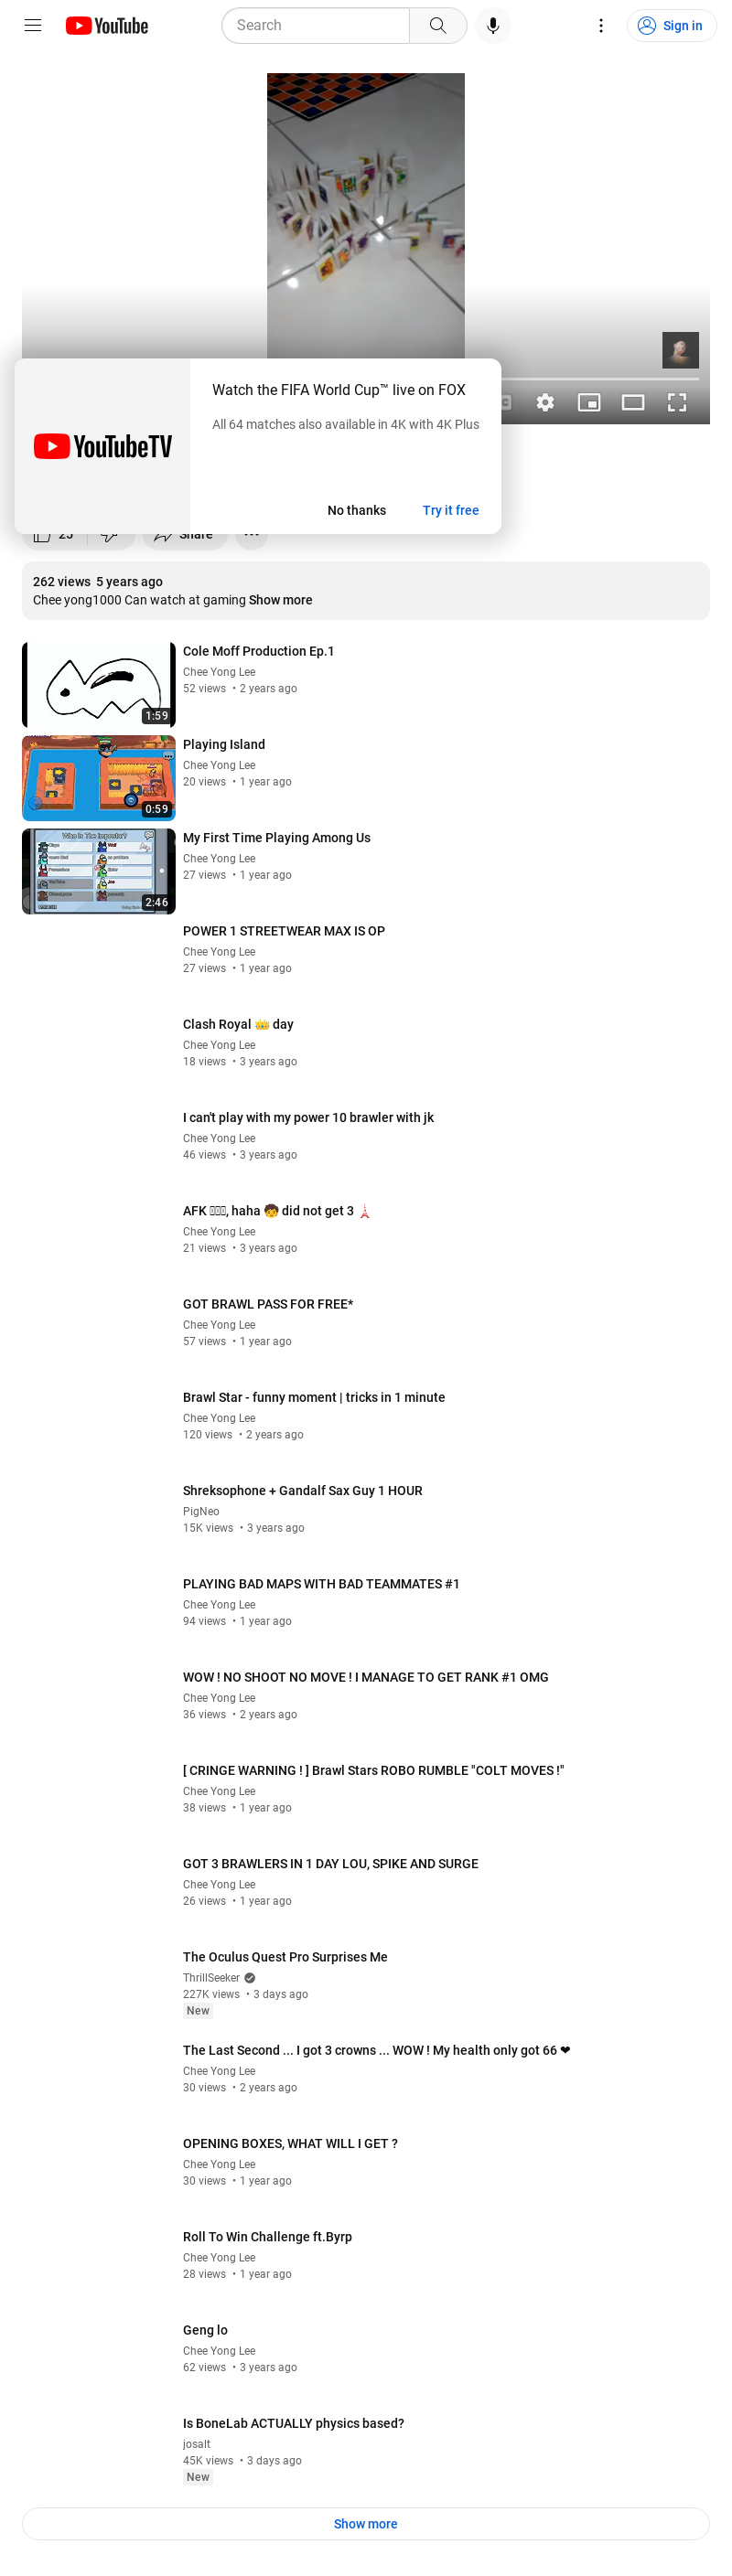 YouTube
Search
Sign in
Watch the FIFA World Cup™ live on FOX
All 64 matches also available in 4K with 4K Plus
YouTubeTV
No thanks
Try it free
25
Share
262 views 5 years ago
Chee yong1000 Can watch at gaming Show more
Cole Moff Production Ep.1
Chee Yong Lee
52 views • 2 years ago
1:59
Playing Island
Chee Yong Lee
20 views • 1 year ago
0:59
Who Is The Impostor?
My First Time Playing Among Us
Chee Yong Lee
27 views • 1 year ago
2:46
POWER 1 STREETWEAR MAX IS OP
Chee Yong Lee
27 views • 1 year ago
Clash Royal 👑 day
Chee Yong Lee
18 views • 3 years ago
I can't play with my power 10 brawler with jk
Chee Yong Lee
46 views • 3 years ago
AFK , haha 🧒 did not get 3 🗼
Chee Yong Lee
21 views • 3 years ago
GOT BRAWL PASS FOR FREE*
Chee Yong Lee
57 views • 1 year ago
Brawl Star - funny moment | tricks in 1 minute
Chee Yong Lee
120 views • 2 years ago
Shreksophone + Gandalf Sax Guy 1 HOUR
PigNeo
15K views • 3 years ago
PLAYING BAD MAPS WITH BAD TEAMMATES #1
Chee Yong Lee
94 views • 1 year ago
WOW ! NO SHOOT NO MOVE ! I MANAGE TO GET RANK #1 OMG
Chee Yong Lee
36 views • 2 years ago
[ CRINGE WARNING ! ] Brawl Stars ROBO RUMBLE "COLT MOVES !"
Chee Yong Lee
38 views • 1 year ago
GOT 3 BRAWLERS IN 1 DAY LOU, SPIKE AND SURGE
Chee Yong Lee
26 views • 1 year ago
The Oculus Quest Pro Surprises Me
ThrillSeeker
227K views • 3 days ago
New
The Last Second ... I got 3 crowns ... WOW ! My health only got 66 ❤
Chee Yong Lee
30 views • 2 years ago
OPENING BOXES, WHAT WILL I GET ?
Chee Yong Lee
30 views • 1 year ago
Roll To Win Challenge ft.Byrp
Chee Yong Lee
28 views • 1 year ago
Geng lo
Chee Yong Lee
62 views • 3 years ago
Is BoneLab ACTUALLY physics based?
josalt
45K views • 3 days ago
New
Show more